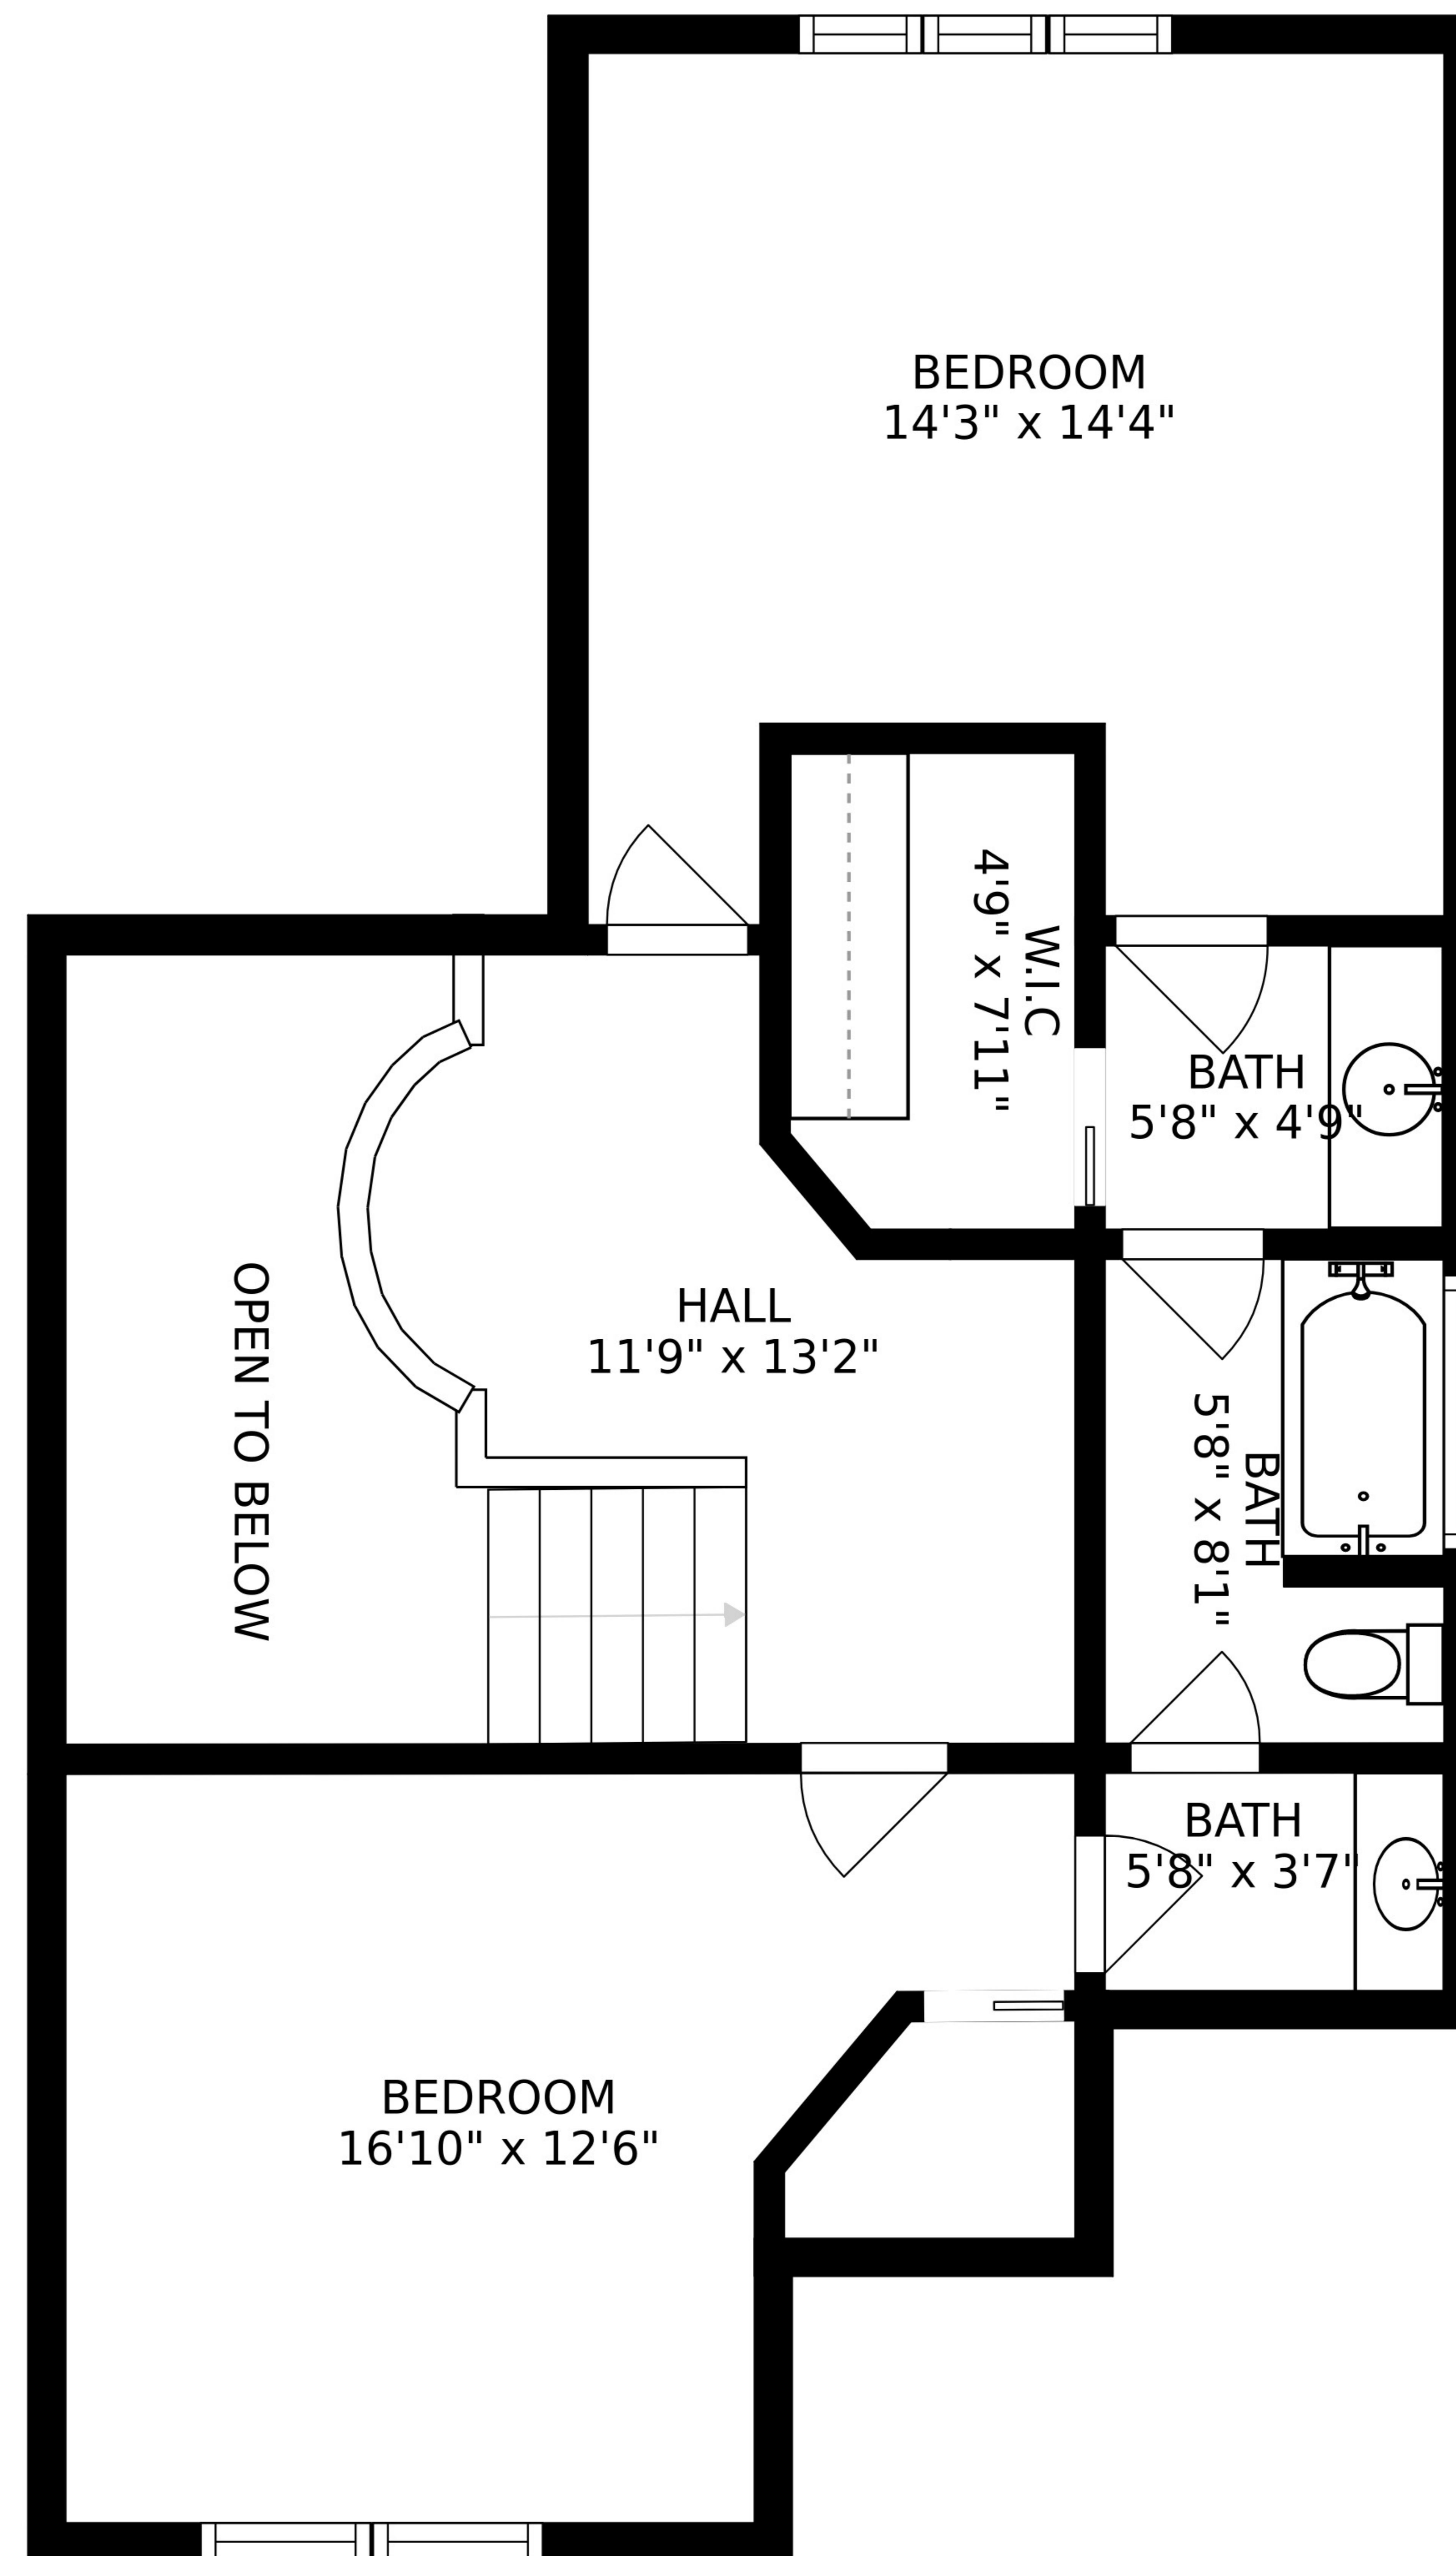 BEDROOM
14'3" x 14'4"
W.I.C
4'9" x 7'11"
BATH
5'8" x 4'9"
HALL
11'9" x 13'2"
OPEN TO BELOW
BATH
5'8" x 8'1"
BATH
5'8" x 3'7"
BEDROOM
16'10" x 12'6"